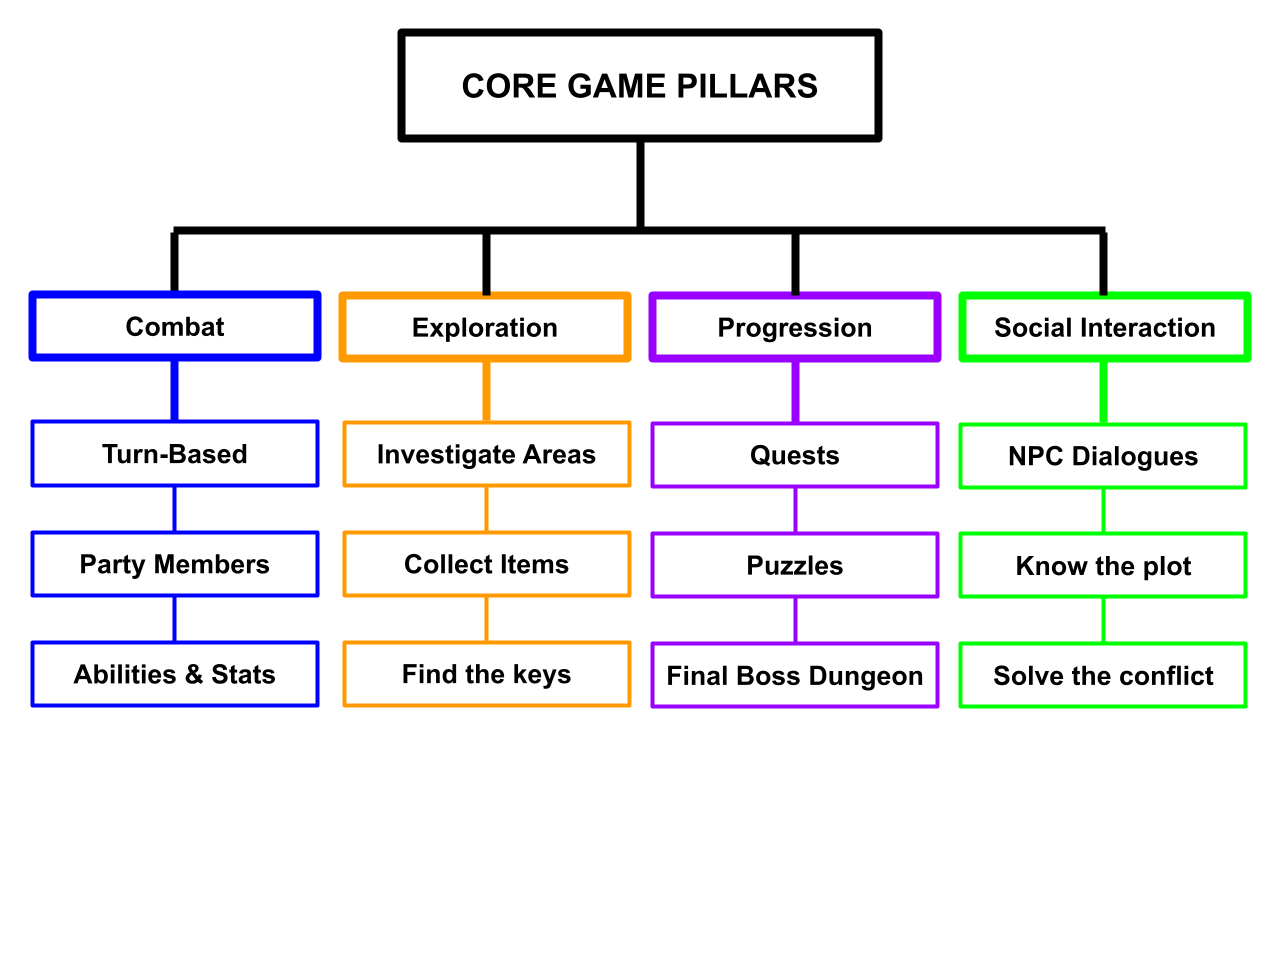 CORE GAME PILLARS
Combat
Turn-Based
Party Members
Abilities & Stats
Exploration
Investigate Areas
Collect Items
Find the keys
Progression
Quests
Puzzles
Final Boss Dungeon
Social Interaction
NPC Dialogues
Know the plot
Solve the conflict